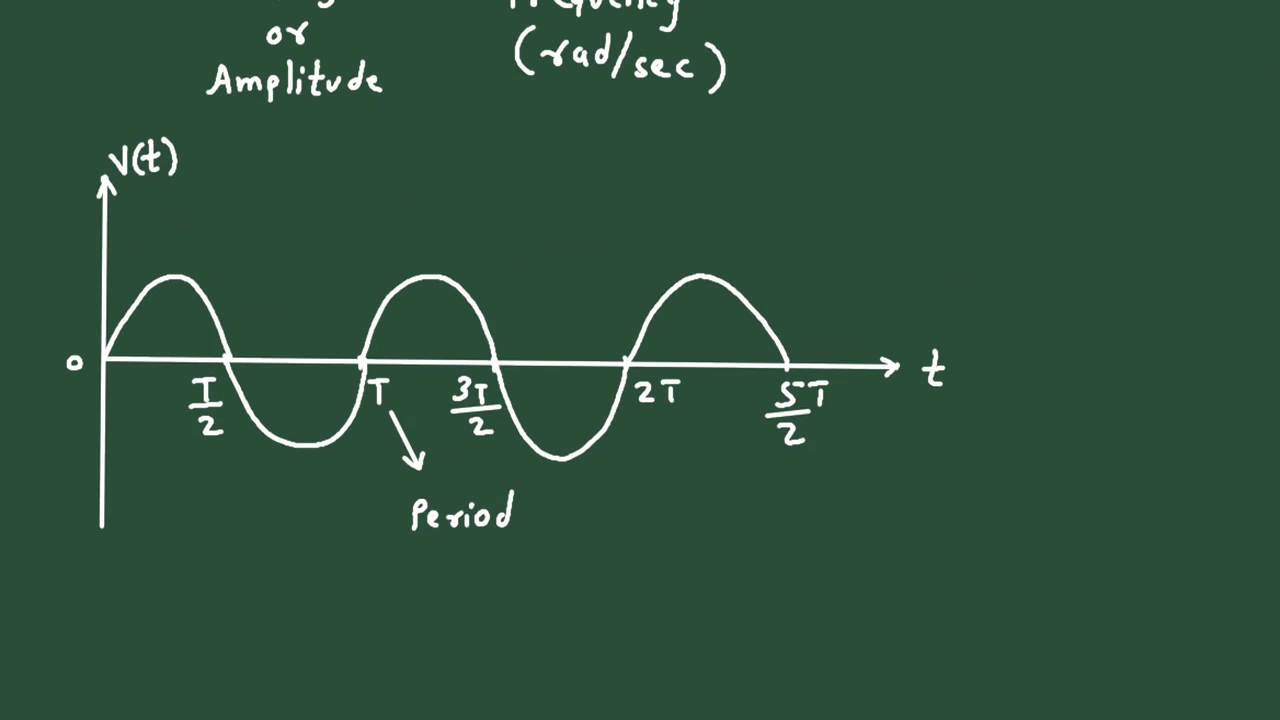 or
Amplitude
(rad/sec)
V(t)
0
T/2
T
3T/2
2T
5T/2
t
Period